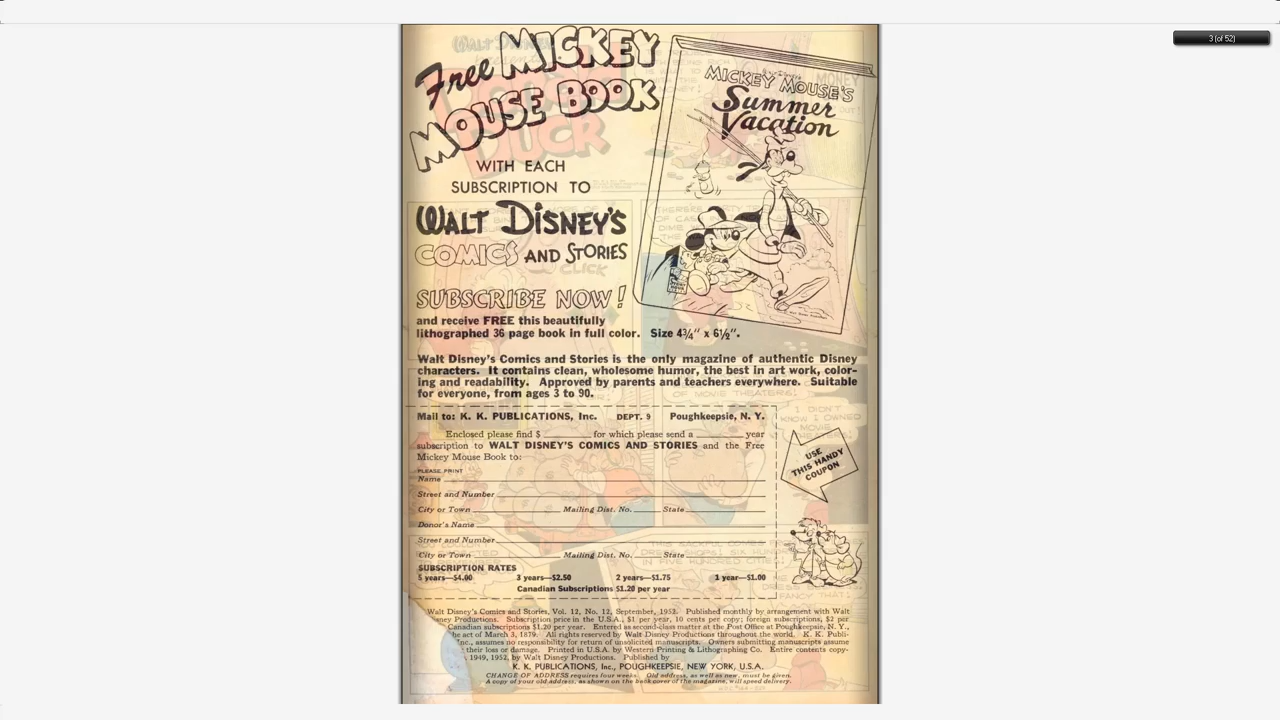 3 (of 52)
Free MICKEY
MOUSE BOOK
WITH EACH
SUBSCRIPTION TO
WALT DISNEY'S
COMICS AND STORIES
SUBSCRIBE NOW!
and receive FREE this beautifully
lithographed 36 page book in full color. Size 4¾" x 6½".
MICKEY MOUSE'S
Summer
Vacation
Walt Disney's Comics and Stories is the only magazine of authentic Disney
characters. It contains clean, wholesome humor, the best in art work, color-
ing and readability. Approved by parents and teachers everywhere. Suitable
for everyone, from ages 3 to 90.
Mail to: K. K. PUBLICATIONS, Inc. DEPT. 9 Poughkeepsie, N. Y.
Enclosed please find $ ________ for which please send a ________ year
subscription to WALT DISNEY'S COMICS AND STORIES and the Free
Mickey Mouse Book to:
PLEASE PRINT
Name
Street and Number
City or Town Mailing Dist. No. State
Donor's Name
Street and Number
City or Town Mailing Dist. No. State
SUBSCRIPTION RATES
5 years—$4.00 3 years—$2.50 2 years—$1.75 1 year—$1.00
Canadian Subscriptions $1.20 per year
USE
THIS HANDY
COUPON
Walt Disney's Comics and Stories, Vol. 12, No. 12, September, 1952. Published monthly by arrangement with Walt
ney Productions. Subscription price in the U.S.A., $1 per year, 10 cents per copy; foreign subscriptions, $2 per
Canadian subscriptions $1.20 per year. Entered as second-class matter at the Post Office at Poughkeepsie, N. Y.,
he act of March 3, 1879. All rights reserved by Walt Disney Productions throughout the world. K. K. Publi-
Inc., assumes no responsibility for return of unsolicited manuscripts. Owners submitting manuscripts assume
their loss or damage. Printed in U.S.A. by Western Printing & Lithographing Co. Entire contents copy-
1949, 1952, by Walt Disney Productions. Published by
K. K. PUBLICATIONS, Inc., POUGHKEEPSIE, NEW YORK, U.S.A.
CHANGE OF ADDRESS requires four weeks. Old address, as well as new, must be given.
A copy of your old address, as shown on the back cover of the magazine, will speed delivery.